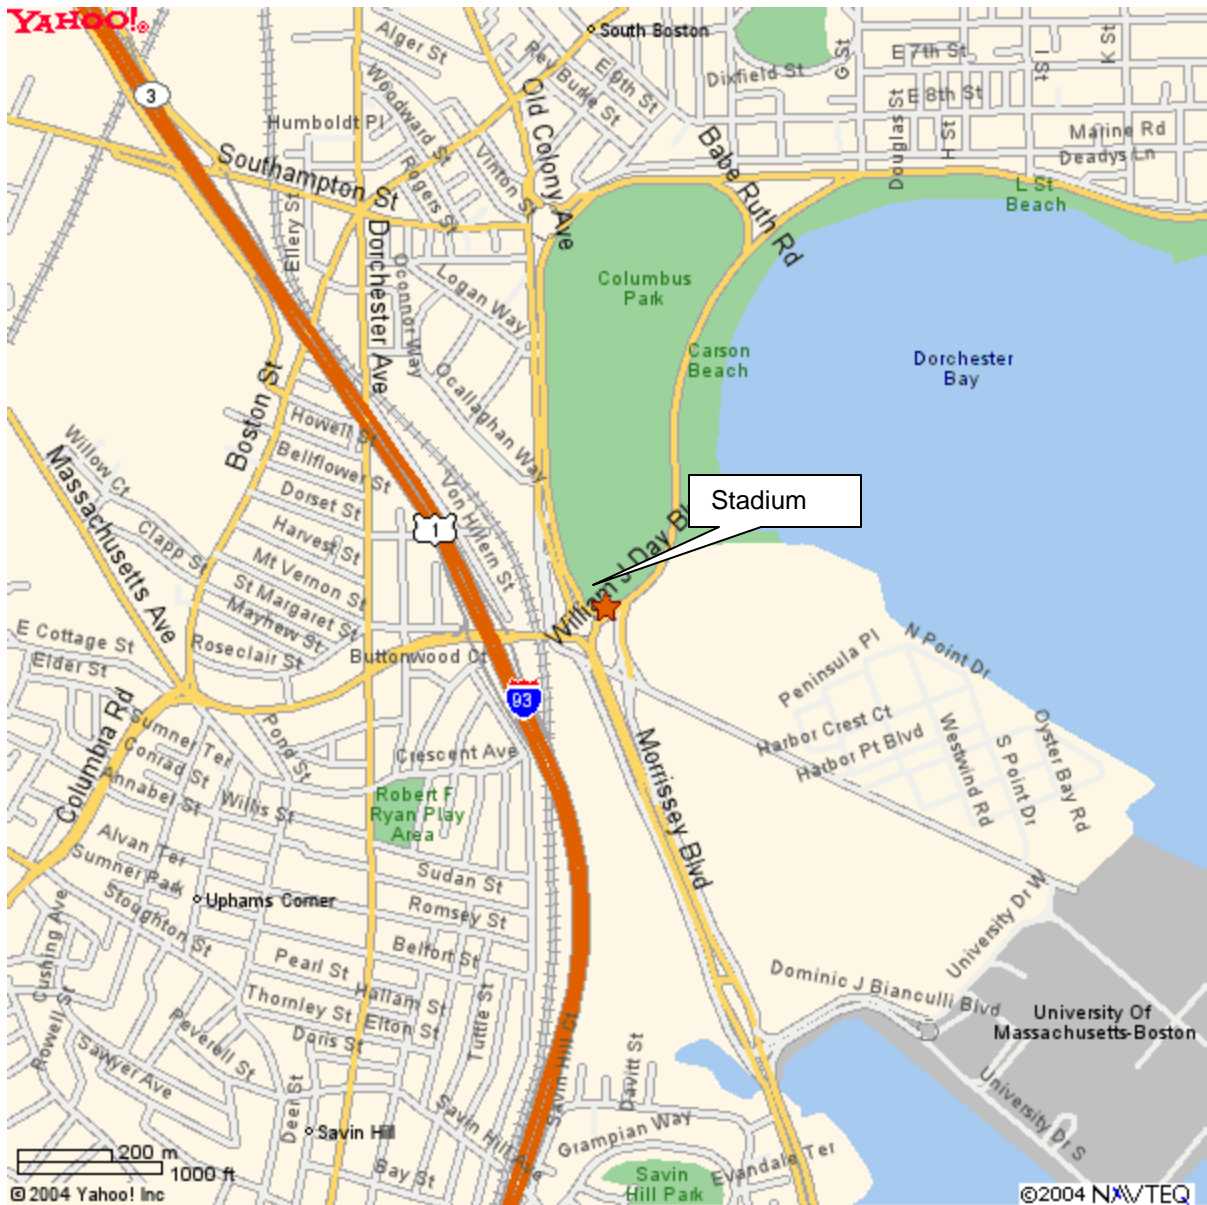 YAHOO!®
South Boston
Alger St
Rev Burke St
E 9th St
Dixfield St
G St
E 7th St
I St
K St
3
Woodward St
Old Colony Ave
Douglas St
E 8th St
H St
Humboldt Pl
Marine Rd
Deadys Ln
Babe Ruth Rd
Southampton St
Rogers St
Vinton St
L St
Beach
Ellery St
Dorchester Ave
Oconnor Way
Logan Way
Columbus
Park
Carson
Beach
Dorchester
Bay
Boston St
Ocallaghan Way
Howell St
Willow Ct
Massachusetts Ave
Bellflower St
Dorset St
Von Hillern St
Stadium
William J Day Bl
1
Clapp St
Harvest St
Mt Vernon St
St Margaret St
Mayhew St
E Cottage St
Elder St
Roseclair St
Buttonwood Ct
N Point Dr
Peninsula Pl
93
Columbia Rd
Sumner Ter
Pond St
Conrad St
Crescent Ave
Morrissey Blvd
Harbor Crest Ct
Harbor Pt Blvd
Westwind Rd
S Point Dr
Oyster Bay Rd
Annabel St
Willis St
Robert F
Ryan Play
Area
Alvan Ter
Sumner Park
Sudan St
Uphams Corner
Romsey St
Stoughton St
Cushing Ave
Belfort St
University Dr W
Pearl St
Hallam St
Dominic J Bianculli Blvd
Thornley St
Elton St
Tuttle St
University Of
Massachusetts-Boston
Rowell St
Doris St
Peverell St
Sawyer Ave
Savin Hill Ct
Davitt St
University Dr S
Deer St
Savin Hill
Savin Hill Ave
Grampian Way
Evandale Ter
200 m
1000 ft
Bay St
Savin
Hill Park
© 2004 Yahoo! Inc
©2004 NAVTEQ